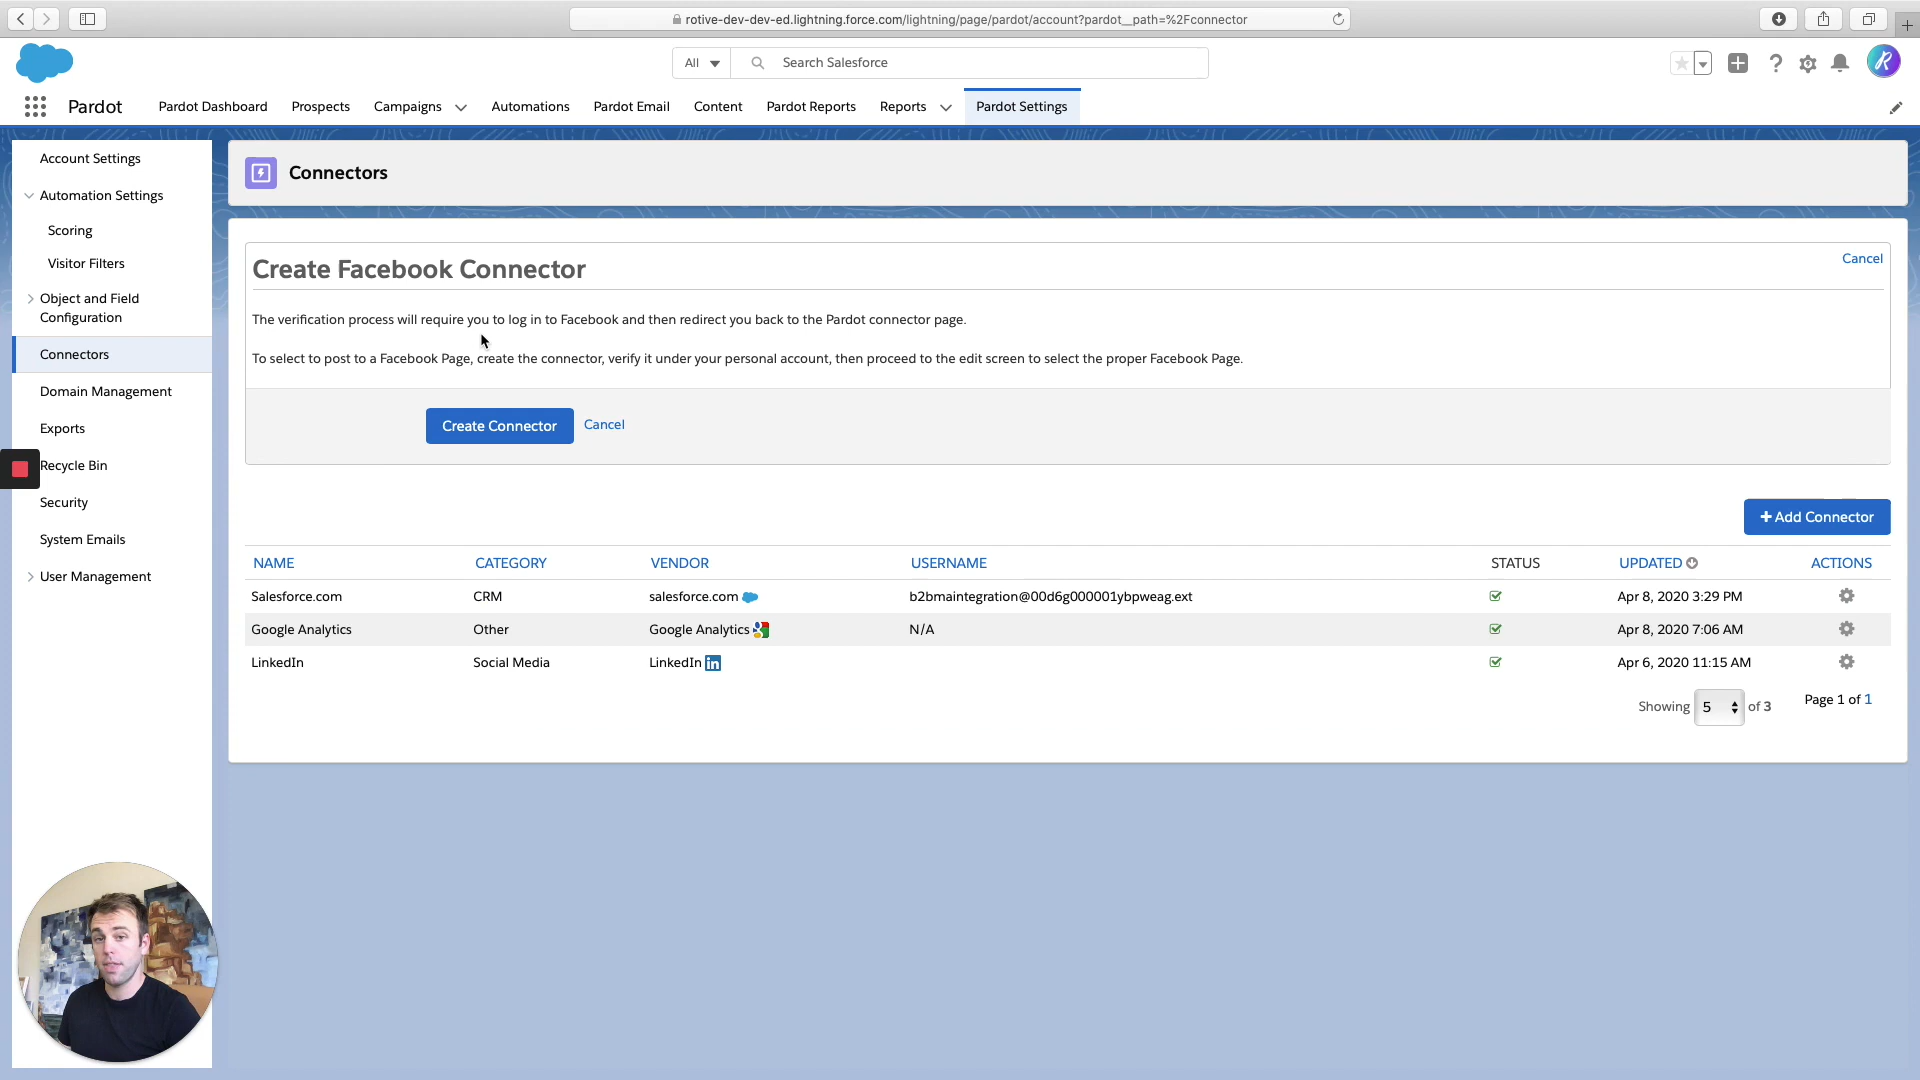 rotive-dev-dev-ed.lightning.force.com/lightning/page/pardot/account?pardot__path=%2Fconnector
All
Search Salesforce
Pardot
Pardot Dashboard
Prospects
Campaigns
Automations
Pardot Email
Content
Pardot Reports
Reports
Pardot Settings
Account Settings
Automation Settings
Scoring
Visitor Filters
Object and Field
Configuration
Connectors
Domain Management
Exports
Recycle Bin
Security
System Emails
User Management
Connectors
Create Facebook Connector
Cancel
The verification process will require you to log in to Facebook and then redirect you back to the Pardot connector page.
To select to post to a Facebook Page, create the connector, verify it under your personal account, then proceed to the edit screen to select the proper Facebook Page.
Create Connector
Cancel
+ Add Connector
NAME CATEGORY VENDOR USERNAME STATUS UPDATED ACTIONS
Salesforce.com CRM salesforce.com b2bmaintegration@00d6g000001ybpweag.ext Apr 8, 2020 3:29 PM
Google Analytics Other Google Analytics N/A Apr 8, 2020 7:06 AM
LinkedIn Social Media LinkedIn in Apr 6, 2020 11:15 AM
Showing 5 of 3 Page 1 of 1